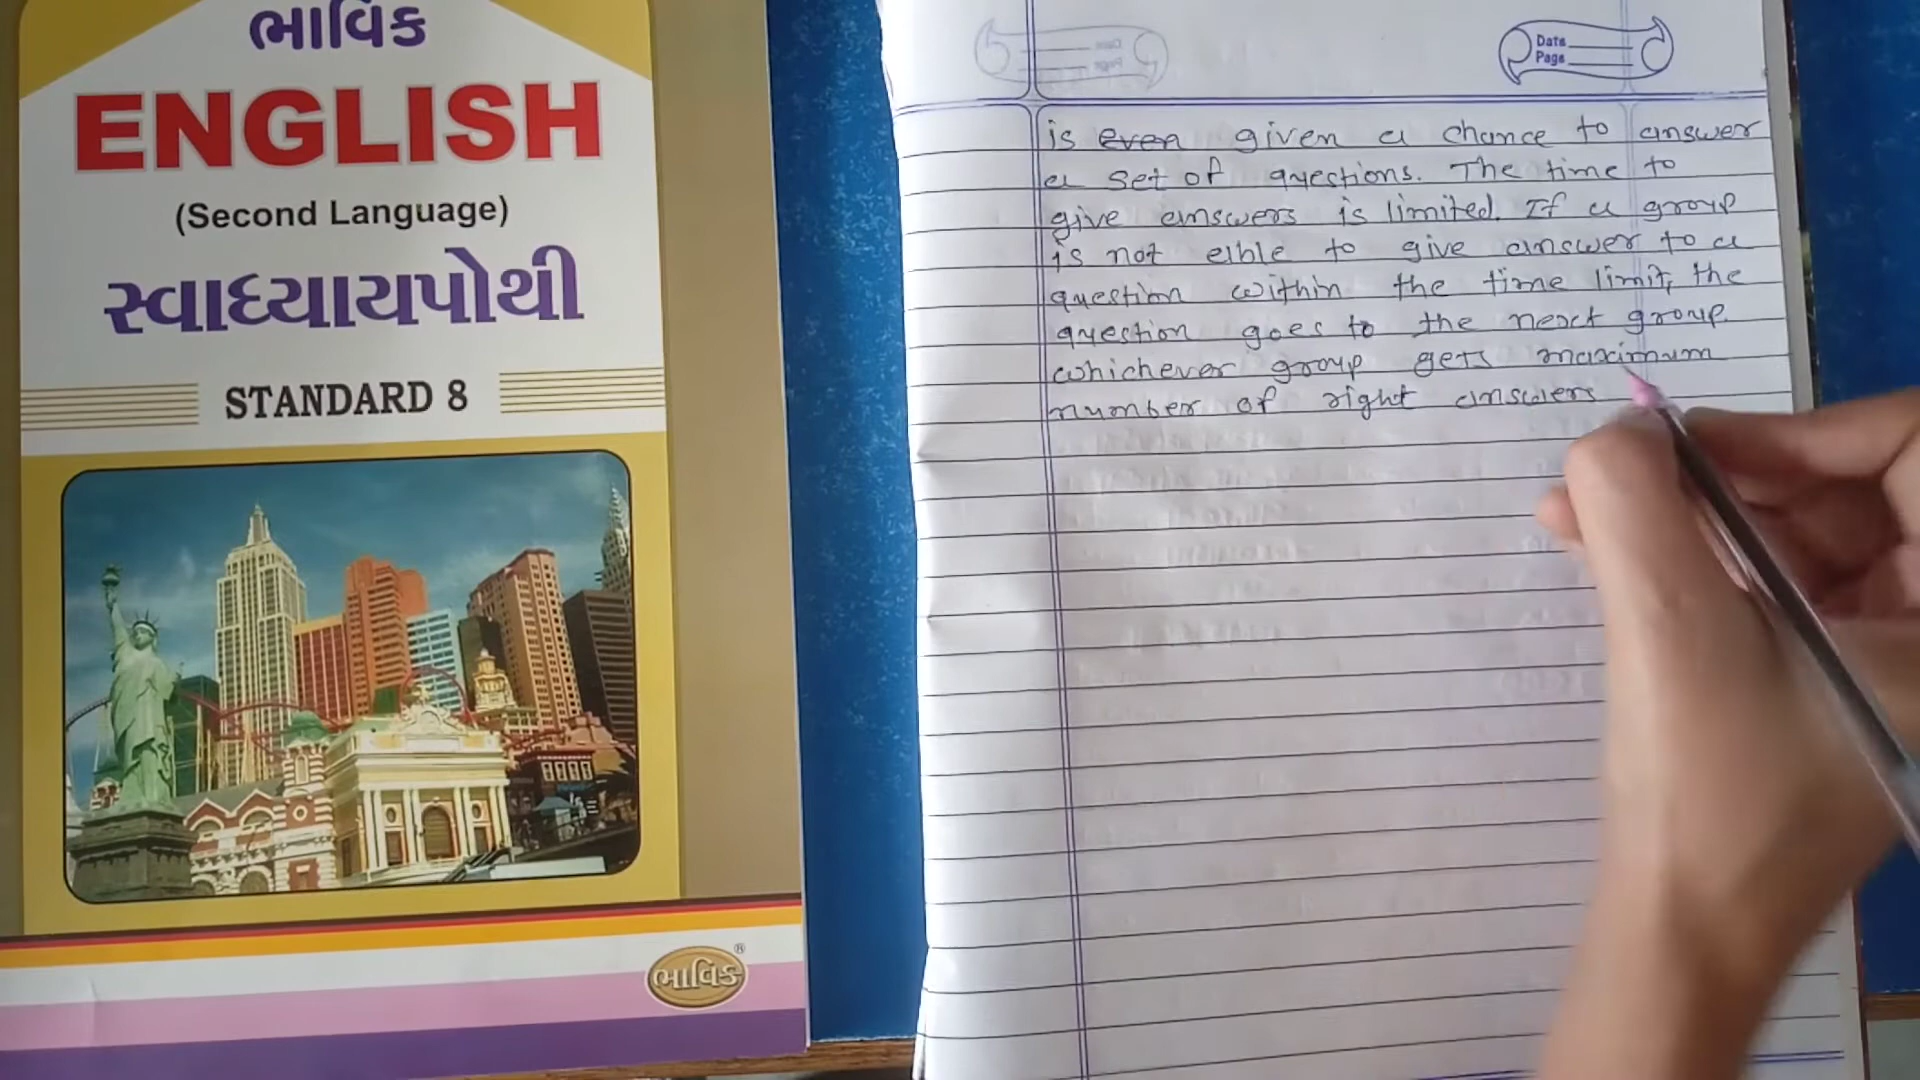 ભાવિક
ENGLISH
(Second Language)
સ્વાધ્યાયપોથી
STANDARD 8
ભાવિક
®
Date
Page
is even given a chance to answer
a set of questions. The time to
give answers is limited. If a group
is not able to give answer to a
question within the time limit, the
question goes to the next group.
whichever group gets maximum
number of right answers